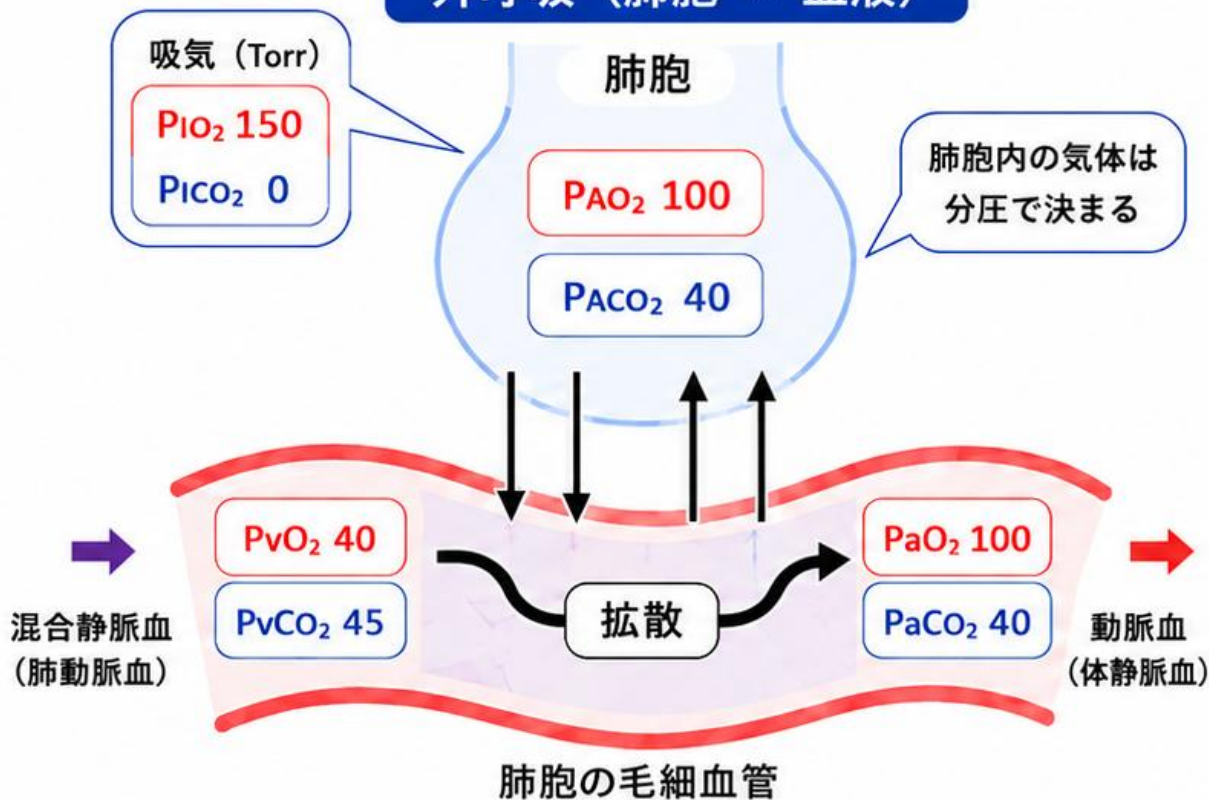 吸気（Torr）
PIO₂ 150
PICO₂ 0
肺胞
PAO₂ 100
PACO₂ 40
肺胞内の気体は
分圧で決まる
PvO₂ 40
PvCO₂ 45
拡散
PaO₂ 100
PaCO₂ 40
混合静脈血
（肺動脈血）
動脈血
（体静脈血）
肺胞の毛細血管